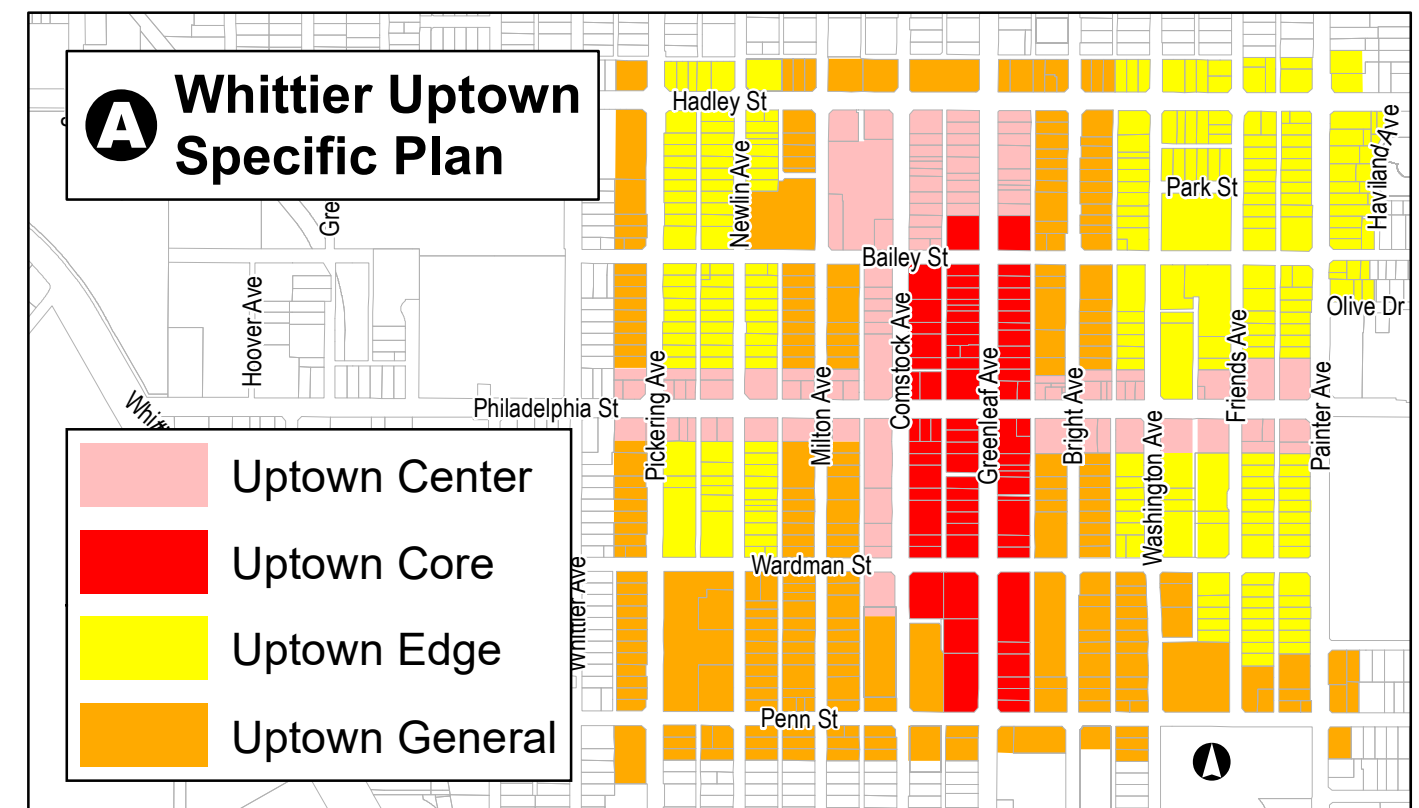 A
Whittier Uptown
Specific Plan
Hadley St
Newlin Ave
Haviland Ave
Park St
Gre
Bailey St
Hoover Ave
Comstock Ave
Olive Dr
Greenleaf Ave
Friends Ave
Philadelphia St
Pickering Ave
Milton Ave
Bright Ave
Washington Ave
Painter Ave
Whitt
Uptown Center
Uptown Core
Uptown Edge
Uptown General
Whittier Ave
Wardman St
Penn St